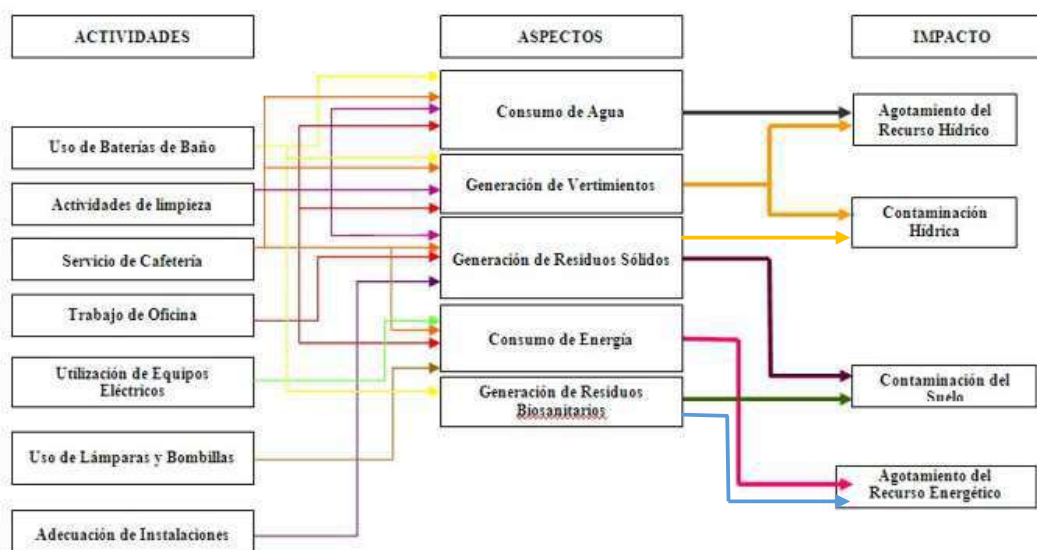 ACTIVIDADES
ASPECTOS
IMPACTO
Uso de Baterías de Baño
Actividades de limpieza
Servicio de Cafetería
Trabajo de Oficina
Utilización de Equipos
Eléctricos
Uso de Lámparas y Bombillas
Adecuación de Instalaciones
Consumo de Agua
Generación de Vertimientos
Generación de Residuos Sólidos
Consumo de Energía
Generación de Residuos
Biosanitarios
Agotamiento del
Recurso Hídrico
Contaminación
Hídrica
Contaminación del
Suelo
Agotamiento del
Recurso Energético